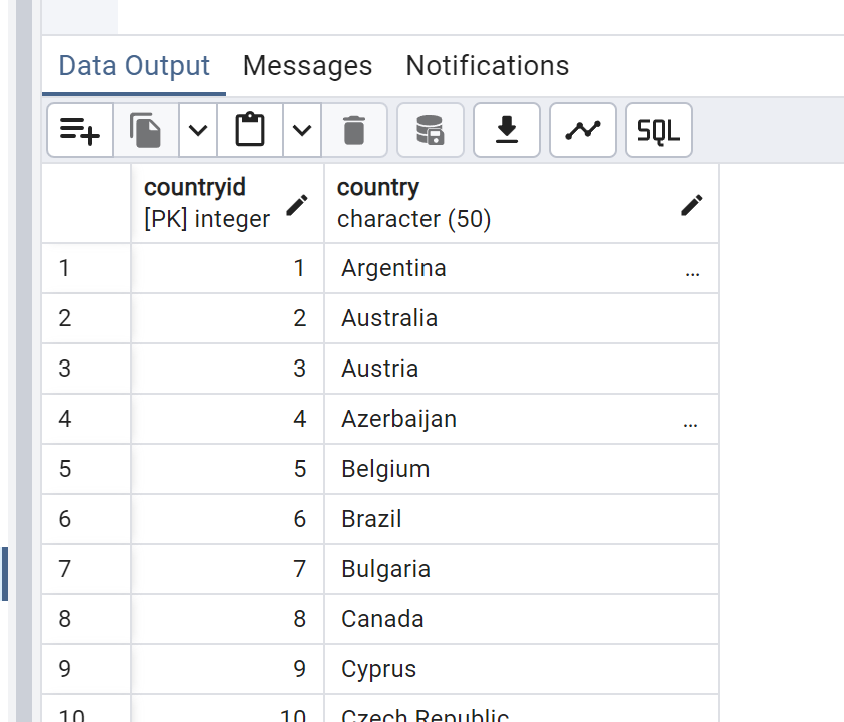 Data Output Messages Notifications
SQL
countryid country
[PK] integer character (50)
1 1 Argentina ...
2 2 Australia
3 3 Austria
4 4 Azerbaijan ...
5 5 Belgium
6 6 Brazil
7 7 Bulgaria
8 8 Canada
9 9 Cyprus
10 10 Czech Republic